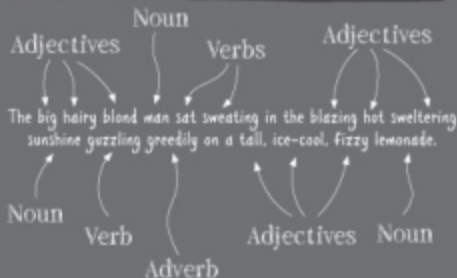 Noun
Adjectives
Verbs
Adjectives
The big hairy blond man sat sweating in the blazing hot sweltering
sunshine guzzling greedily on a tall, ice-cool, fizzy lemonade.
Noun
Verb
Adverb
Adjectives
Noun